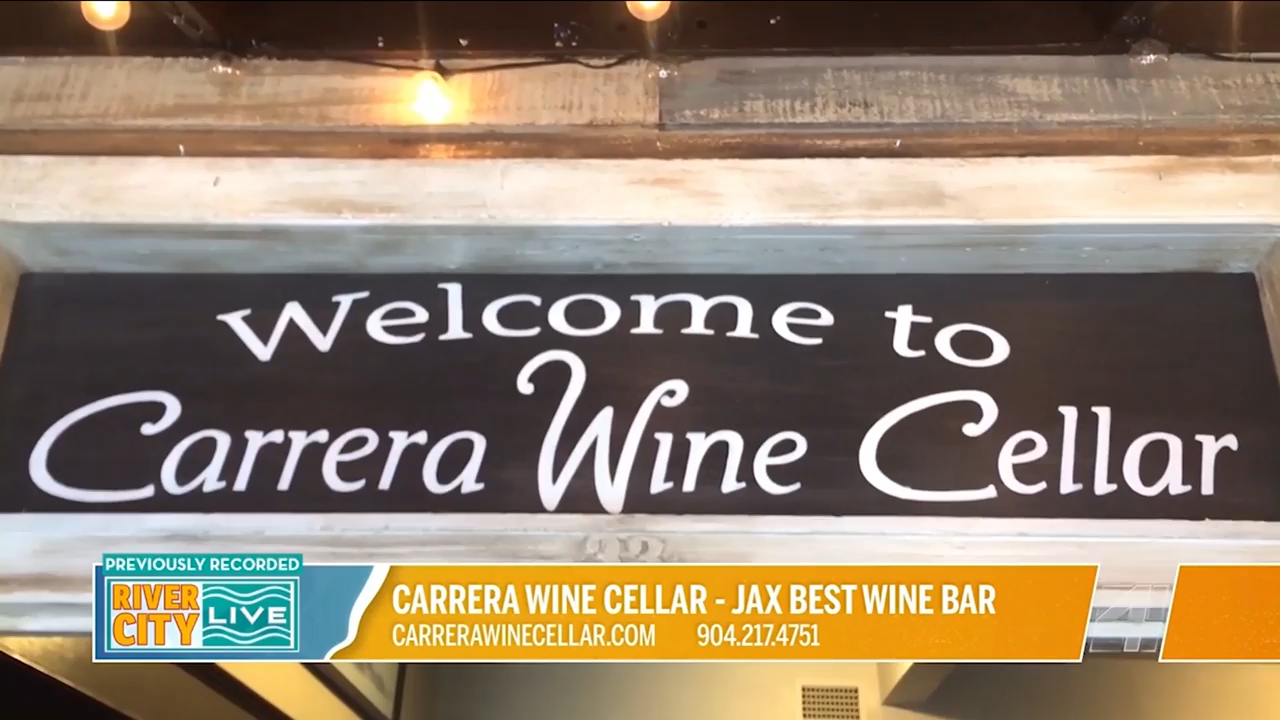 Welcome to
Carrera Wine Cellar
PREVIOUSLY RECORDED
RIVER
CITY
LIVE
CARRERA WINE CELLAR - JAX BEST WINE BAR
CARRERAWINECELLAR.COM 904.217.4751